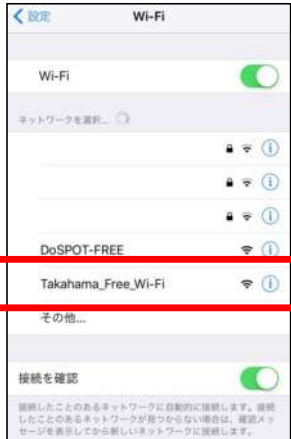 設定
Wi-Fi
Wi-Fi
ネットワークを選択...
DoSPOT-FREE
Takahama_Free_Wi-Fi
その他...
接続を確認
接続したことのあるネットワークに自動的に接続します。接続
したことのあるネットワークが見つからない場合は、確認メッ
セージを表示してから新しいネットワークに接続します。